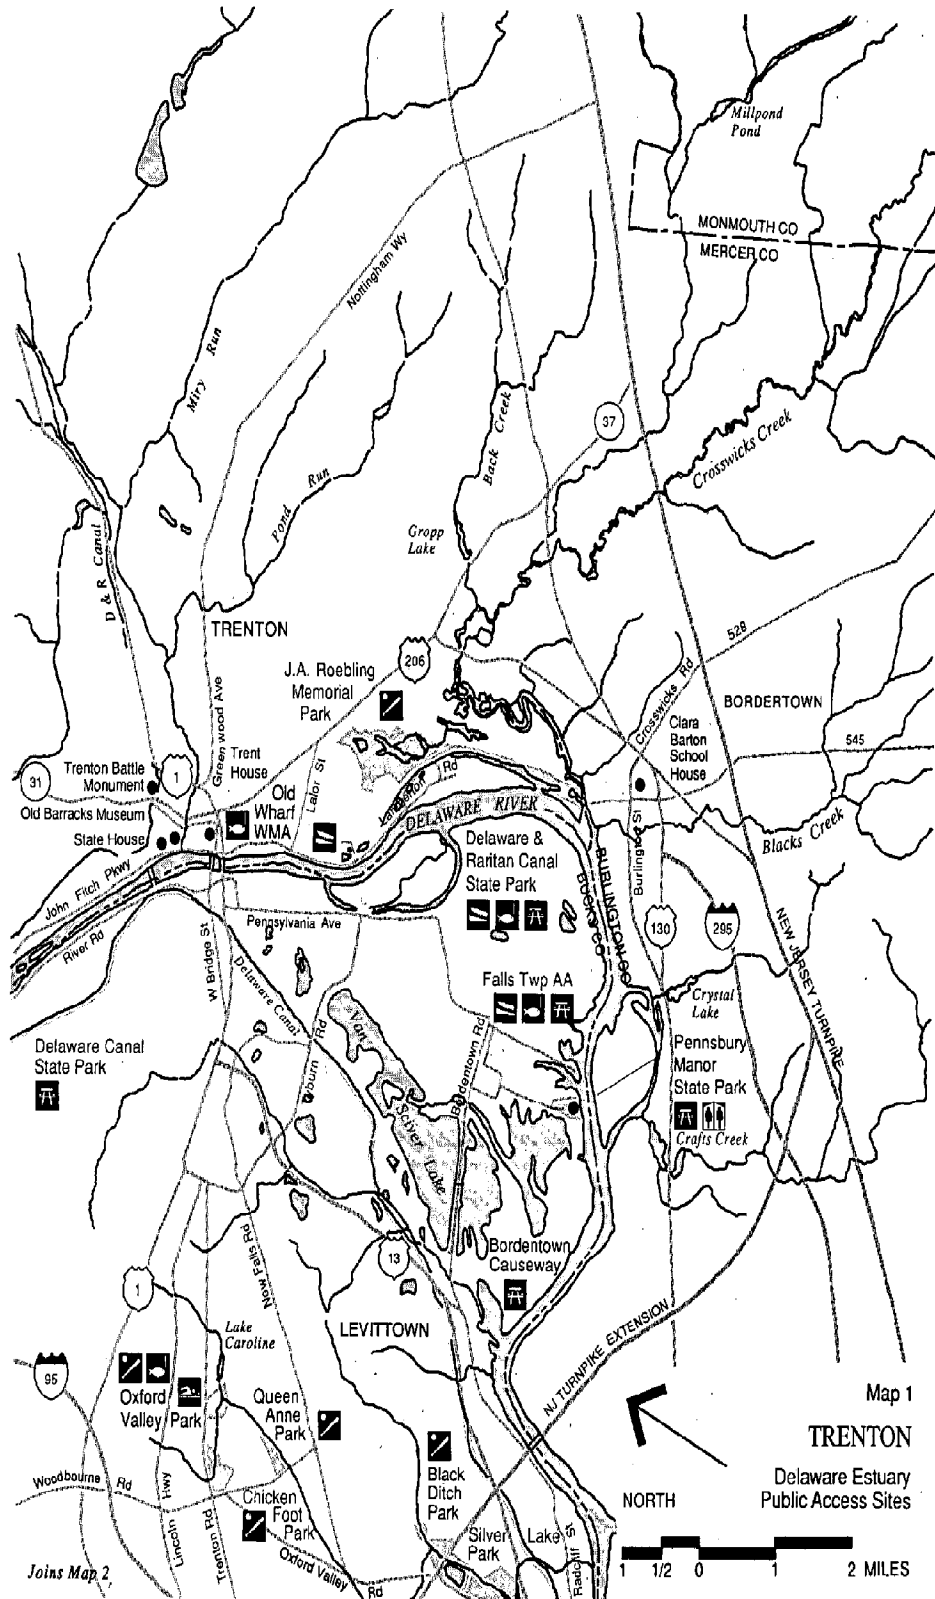 Millpond
Pond
MONMOUTH CO
MERCER CO
Nottingham Wy
Miry Run
Back Creek
37
Crosswicks Creek
Pond Run
Gropp
Lake
D & R Canal
TRENTON
206
J.A. Roebling
Memorial
Park
528
Crosswicks Rd
BORDERTOWN
Clara
Barton
School
House
545
Greenwood Ave
Trent
House
Lalor St
Rd
31
Trenton Battle
Monument
1
Old Barracks Museum
State House
Old
Wharf
WMA
DELAWARE RIVER
Blacks Creek
Burlington St
John Fitch Pkwy
River Rd
Delaware &
Raritan Canal
State Park
BURLINGTON CO
BUCKS CO
Pennsylvania Ave
W Bridge St
Delaware Canal
130
295
NEW JERSEY TURNPIKE
Falls Twp AA
Crystal
Lake
Delaware Canal
State Park
Van
Sciver
Lake
Rd
Bordentown Rd
Pennsbury
Manor
State Park
Crafts Creek
Bordentown
Causeway
13
New Falls Rd
1
Lake
Caroline
LEVITTOWN
NJ TURNPIKE EXTENSION
95
Oxford
Valley Park
Queen
Anne
Park
Black
Ditch
Park
Woodbourne Rd
Lincoln Hwy
Trenton Rd
Chicken
Foot
Park
Oxford Valley Rd
Silver Lake
Park
Radcliff St
Map 1
TRENTON
Delaware Estuary
Public Access Sites
NORTH
1 1/2 0 1 2 MILES
Joins Map 2